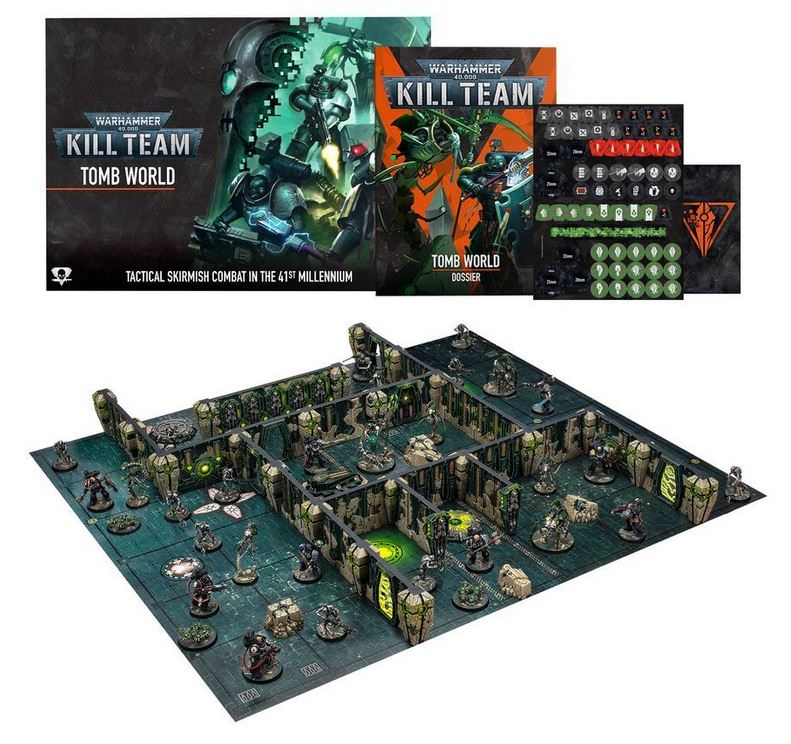 WARHAMMER
40,000
KILL TEAM
TOMB WORLD
TACTICAL SKIRMISH COMBAT IN THE 41ST MILLENNIUM
WARHAMMER
40,000
KILL TEAM
TOMB WORLD
DOSSIER